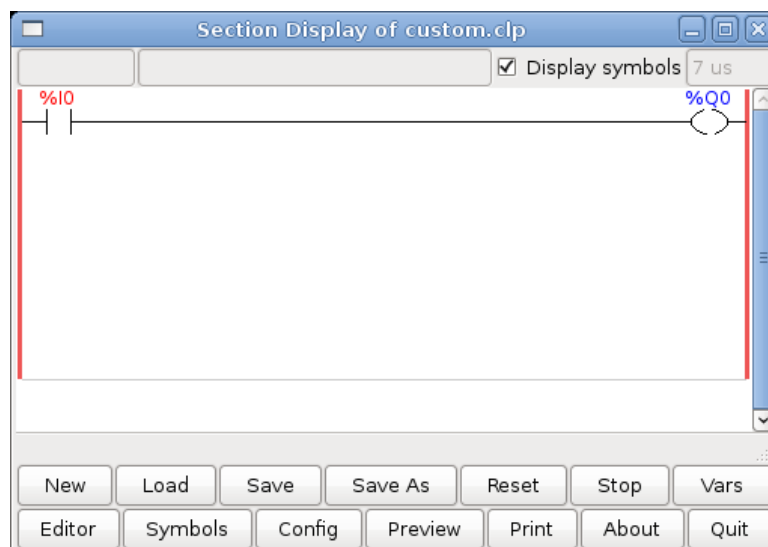 Section Display of custom.clp
Display symbols 7 us
%I0 %Q0
New Load Save Save As Reset Stop Vars
Editor Symbols Config Preview Print About Quit